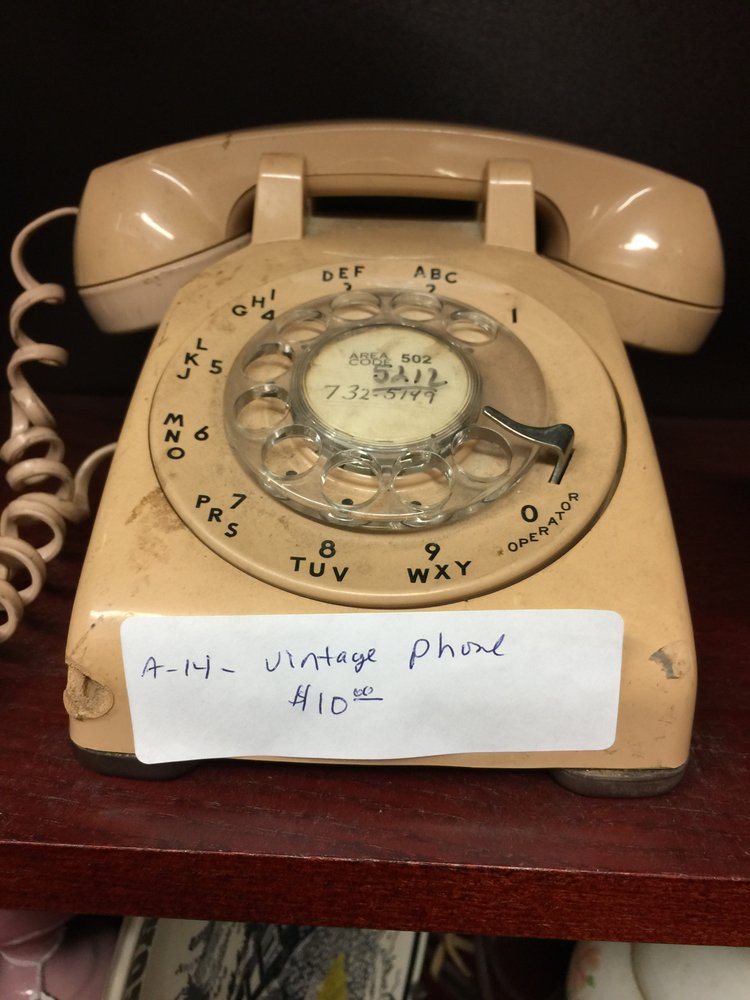 ABC 2
DEF 3
GHI 4
JKL 5
MNO 6
PRS 7
TUV 8
WXY 9
OPERATOR 0
1
AREA CODE 502
5212
732-5149
A-14- vintage phone
$10.00